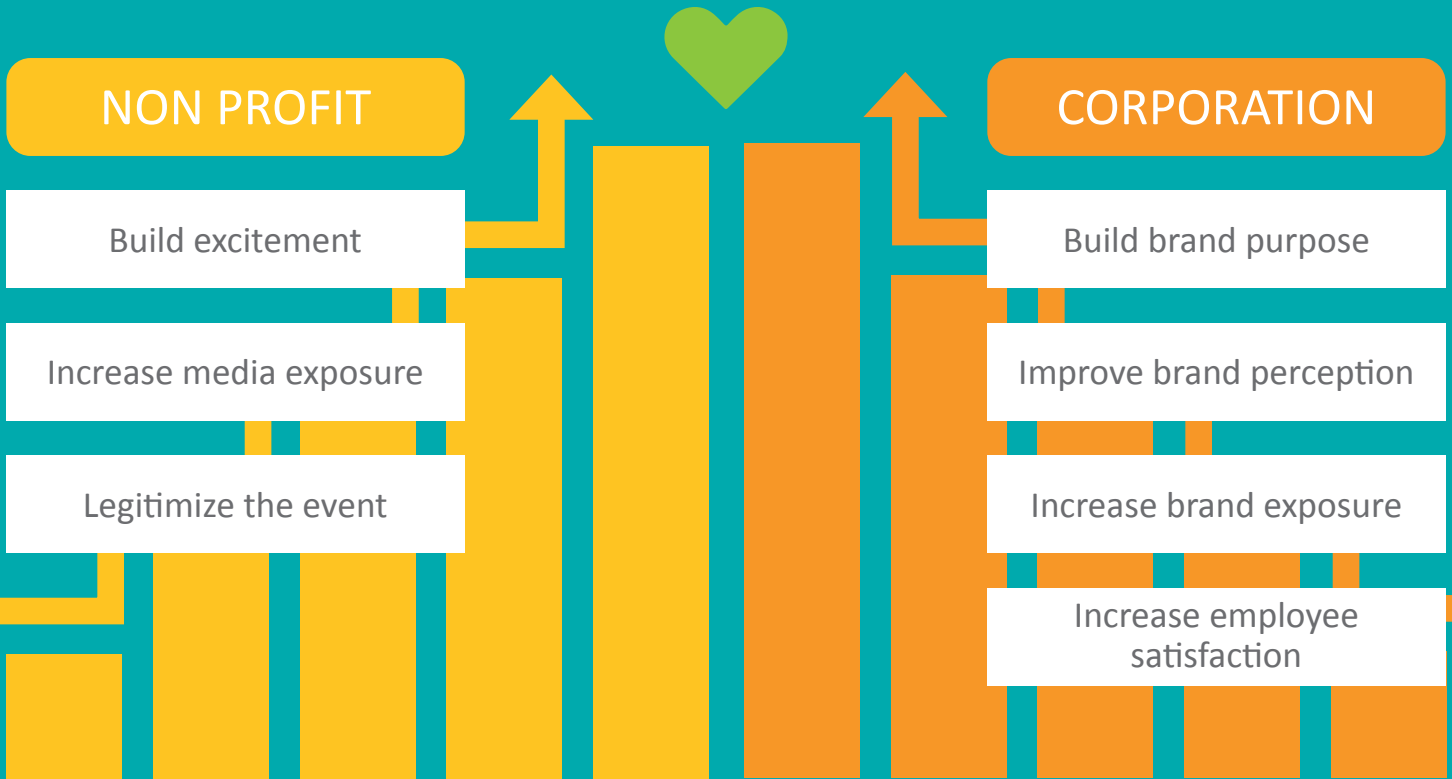 NON PROFIT
Build excitement
Increase media exposure
Legitimize the event
CORPORATION
Build brand purpose
Improve brand perception
Increase brand exposure
Increase employee
satisfaction